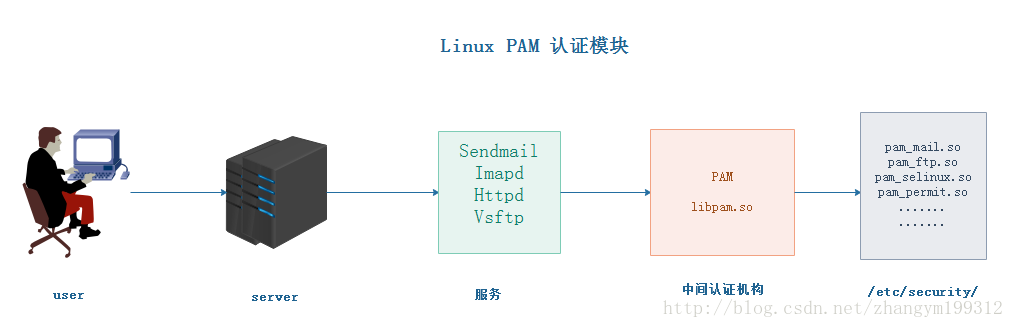 Linux PAM 认证模块
Sendmail
Imapd
Httpd
Vsftp
PAM
libpam.so
pam_mail.so
pam_ftp.so
pam_selinux.so
pam_permit.so
.......
.......
user
server
服务
中间认证机构
/etc/security/
http://blog.csdn.net/zhangym199312